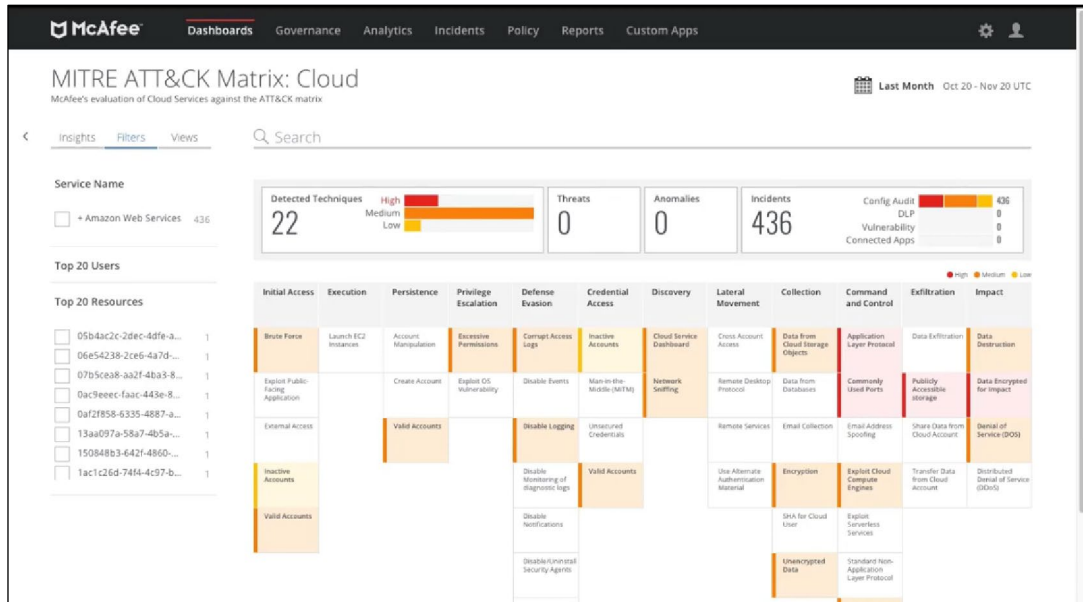 McAfee
Dashboards Governance Analytics Incidents Policy Reports Custom Apps
MITRE ATT&CK Matrix: Cloud
McAfee's evaluation of Cloud Services against the ATT&CK matrix
Last Month Oct 20 - Nov 20 UTC
Insights Filters Views
Search
Service Name
+ Amazon Web Services 436
Top 20 Users
Top 20 Resources
05b4ac2c-2dec-4dfe-a... 1
06e54238-2ce6-4a7d-... 1
07b5cea8-aa2f-4ba3-8... 1
0ac9eeec-faac-443e-8... 1
0af2f858-6335-4887-a... 1
13aa097a-58a7-4b5a-... 1
150848b3-642f-4860-... 1
1ac1c26d-74f4-4c97-b... 1
Detected Techniques
22
High
Medium
Low
Threats
0
Anomalies
0
Incidents
436
Config Audit 436
DLP 0
Vulnerability 0
Connected Apps 0
High Medium Low
Initial Access
Brute Force
Exploit Public-
Facing
Application
External Access
Inactive
Accounts
Valid Accounts
Execution
Launch EC2
Instances
Persistence
Account
Manipulation
Create Account
Valid Accounts
Privilege
Escalation
Excessive
Permissions
Exploit OS
Vulnerability
Defense
Evasion
Corrupt Access
Logs
Disable Events
Disable Logging
Disable
Monitoring of
diagnostic logs
Disable
Notifications
Disable/Uninstall
Security Agents
Credential
Access
Inactive
Accounts
Man-in-the-
Middle (MITM)
Unsecured
Credentials
Valid Accounts
Discovery
Cloud Service
Dashboard
Network
Sniffing
Lateral
Movement
Cross Account
Access
Remote Desktop
Protocol
Remote Services
Use Alternate
Authentication
Material
Collection
Data from
Cloud Storage
Objects
Data from
Databases
Email Collection
Encryption
SHA for Cloud
User
Unencrypted
Data
Command
and Control
Application
Layer Protocol
Commonly
Used Ports
Email Address
Spoofing
Exploit Cloud
Compute
Engines
Exploit
Serverless
Services
Standard Non-
Application
Layer Protocol
Exfiltration
Data Exfiltration
Publicly
Accessible
storage
Share Data from
Cloud Account
Transfer Data
from Cloud
Account
Impact
Data
Destruction
Data Encrypted
for Impact
Denial of
Service (DOS)
Distributed
Denial of Service
(DDoS)